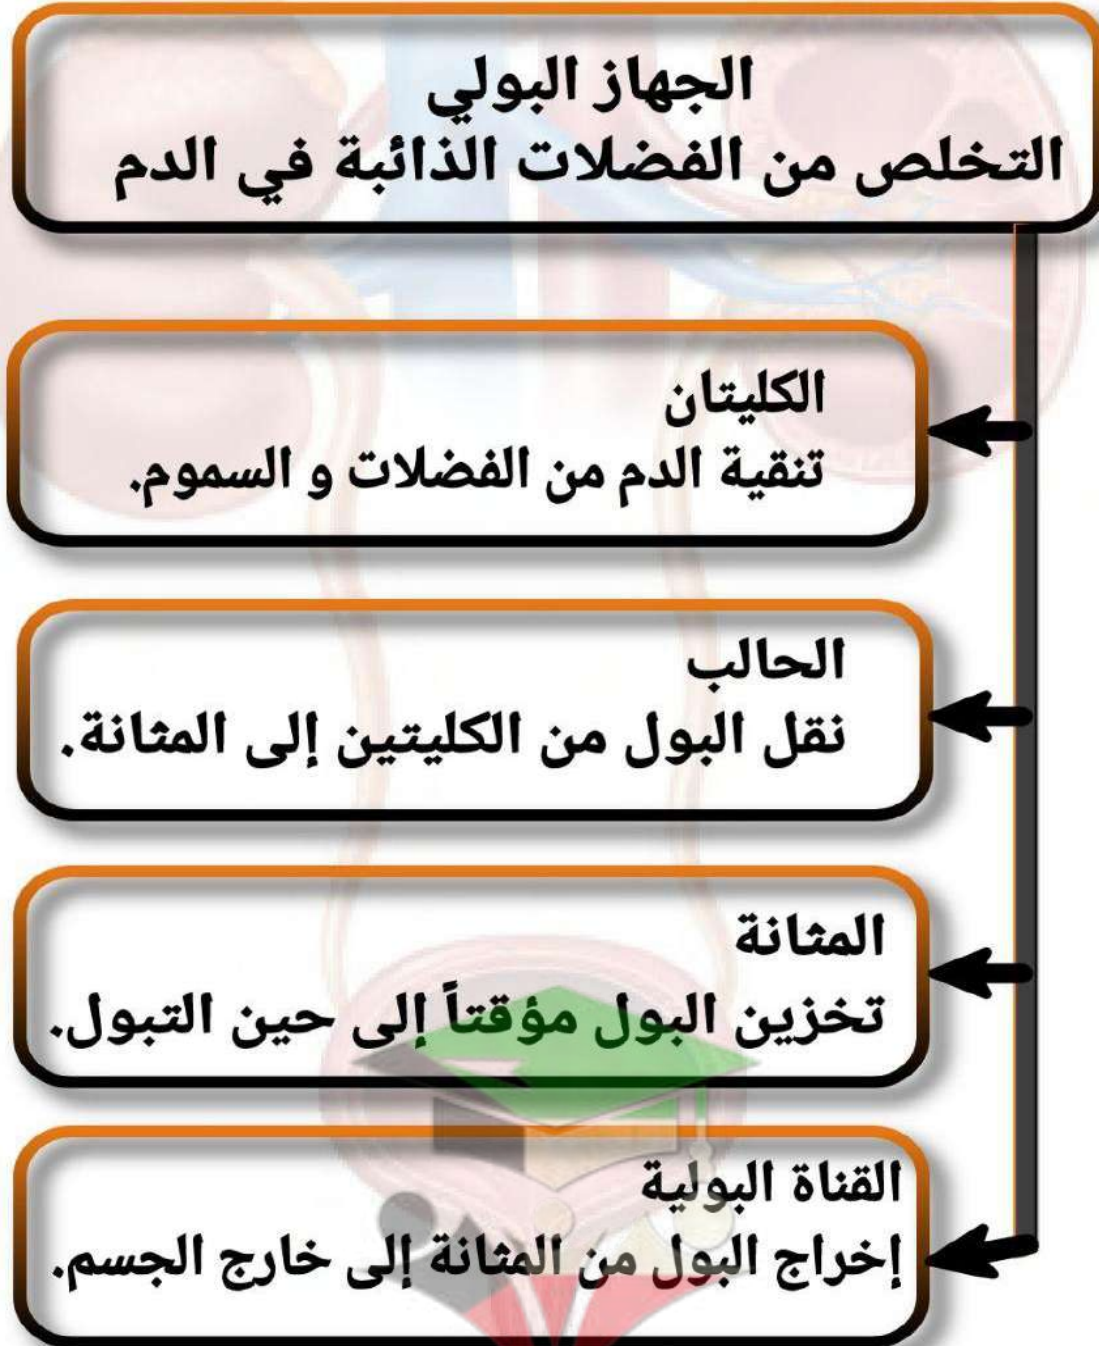 الجهاز البولي
التخلص من الفضلات الذائبة في الدم
الكليتان
تنقية الدم من الفضلات و السموم.
الحالب
نقل البول من الكليتين إلى المثانة.
المثانة
تخزين البول مؤقتاً إلى حين التبول.
القناة البولية
إخراج البول من المثانة إلى خارج الجسم.